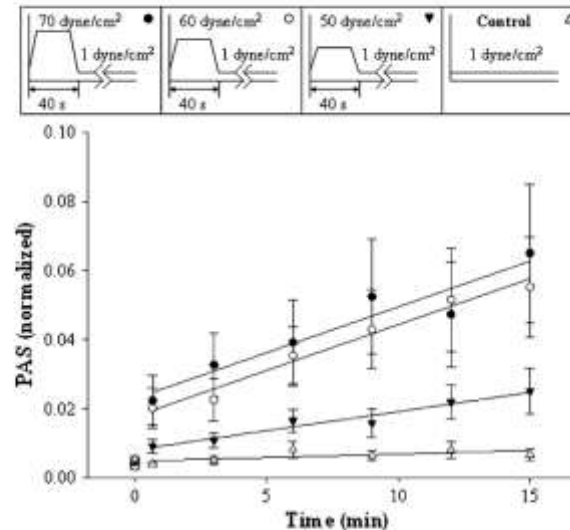 70 dyne/cm²
1 dyne/cm²
40 s
60 dyne/cm²
1 dyne/cm²
40 s
50 dyne/cm²
1 dyne/cm²
40 s
Control
1 dyne/cm²
0.10
0.08
0.06
0.04
0.02
0.00
PAS (normalized)
0
5
10
15
Time (min)